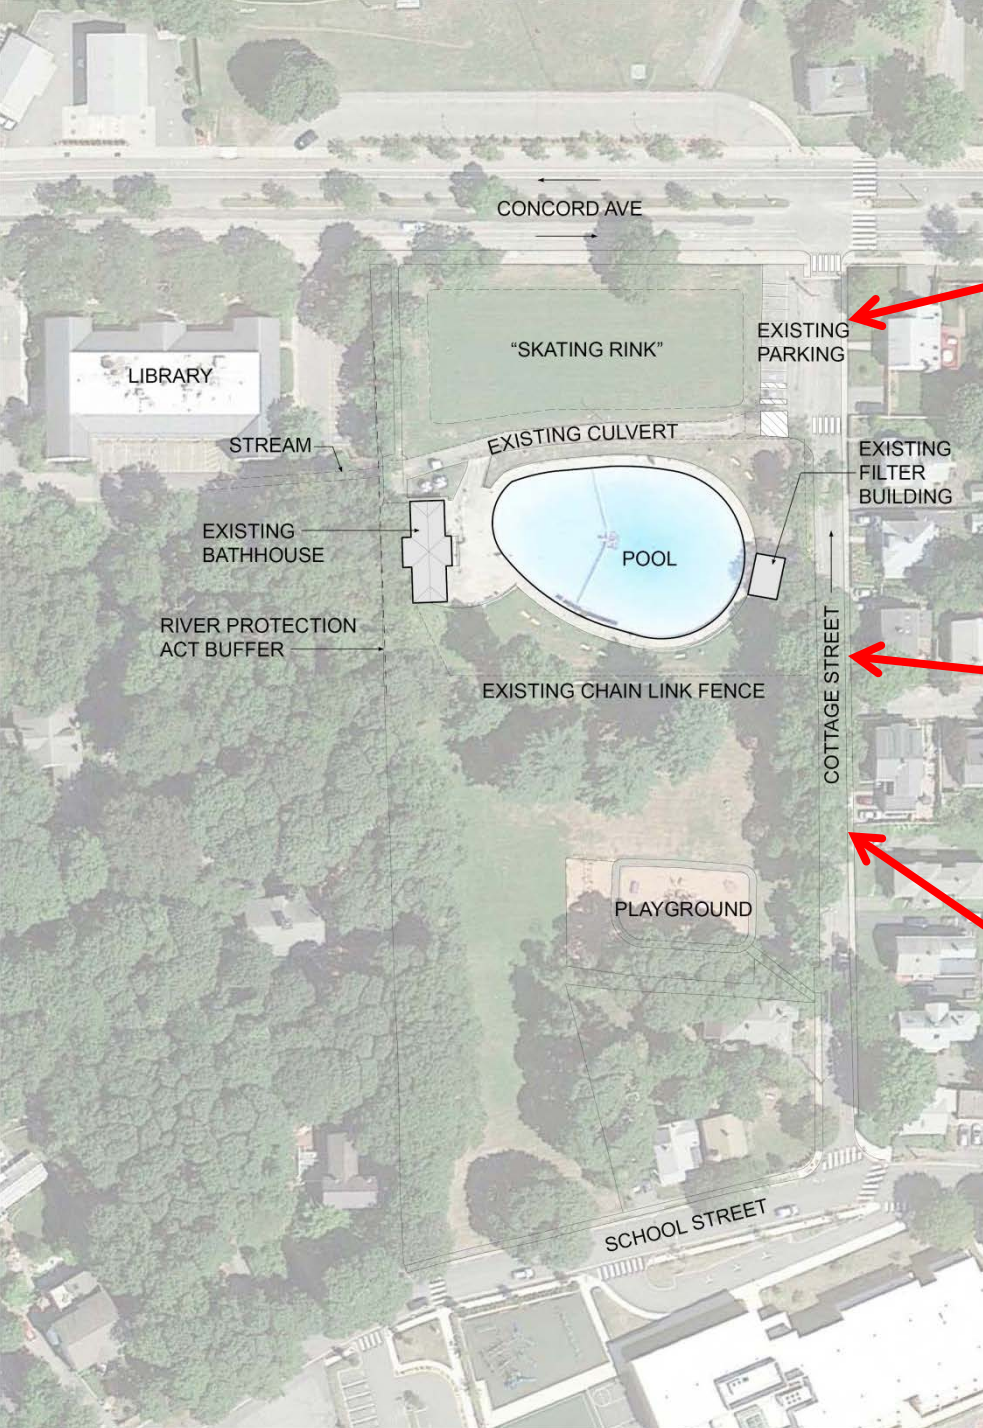 CONCORD AVE
"SKATING RINK"
EXISTING
PARKING
LIBRARY
EXISTING CULVERT
STREAM
EXISTING
FILTER
BUILDING
EXISTING
BATHHOUSE
POOL
RIVER PROTECTION
ACT BUFFER
EXISTING CHAIN LINK FENCE
COTTAGE STREET
PLAYGROUND
SCHOOL STREET